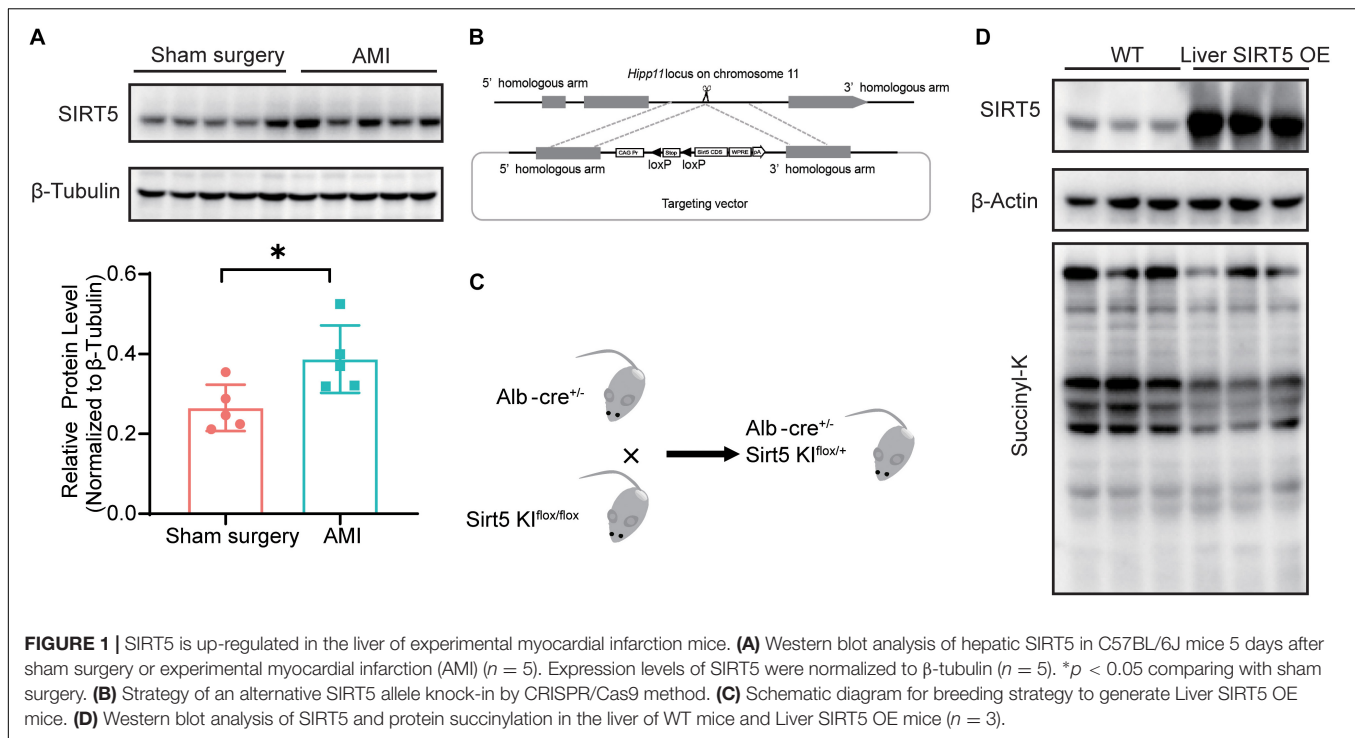 A
Sham surgery AMI
SIRT5
β-Tubulin
*
Relative Protein Level
(Normalized to β-Tubulin)
0.6
0.4
0.2
0.0
Sham surgery AMI
B
Hipp11 locus on chromosome 11
5' homologous arm 3' homologous arm
CAG Pr Stop Sirt5 CDS WPRE pA
loxP loxP
5' homologous arm 3' homologous arm
Targeting vector
C
Alb-cre+/-
×
Sirt5 KIflox/flox
Alb-cre+/-
Sirt5 KIflox/+
D
WT Liver SIRT5 OE
SIRT5
β-Actin
Succinyl-K
FIGURE 1 | SIRT5 is up-regulated in the liver of experimental myocardial infarction mice. (A) Western blot analysis of hepatic SIRT5 in C57BL/6J mice 5 days after
sham surgery or experimental myocardial infarction (AMI) (n = 5). Expression levels of SIRT5 were normalized to β-tubulin (n = 5). *p < 0.05 comparing with sham
surgery. (B) Strategy of an alternative SIRT5 allele knock-in by CRISPR/Cas9 method. (C) Schematic diagram for breeding strategy to generate Liver SIRT5 OE
mice. (D) Western blot analysis of SIRT5 and protein succinylation in the liver of WT mice and Liver SIRT5 OE mice (n = 3).